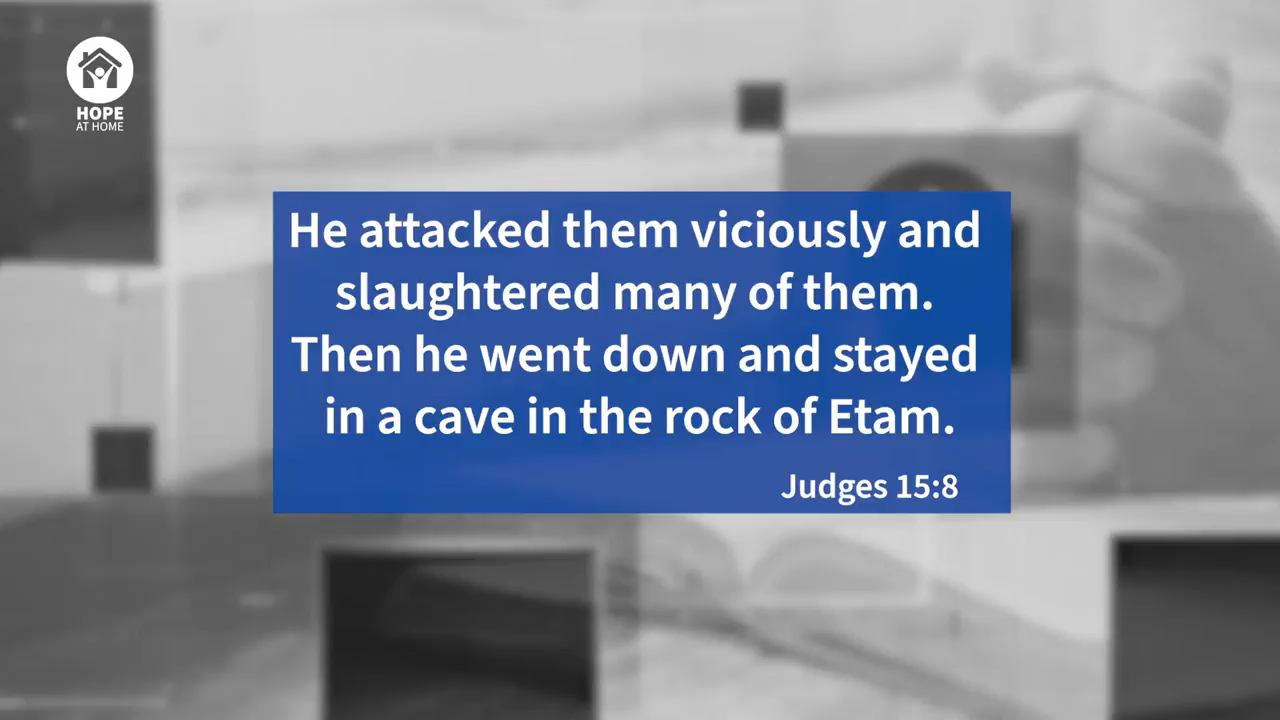 HOPE
AT HOME
He attacked them viciously and
slaughtered many of them.
Then he went down and stayed
in a cave in the rock of Etam.
Judges 15:8